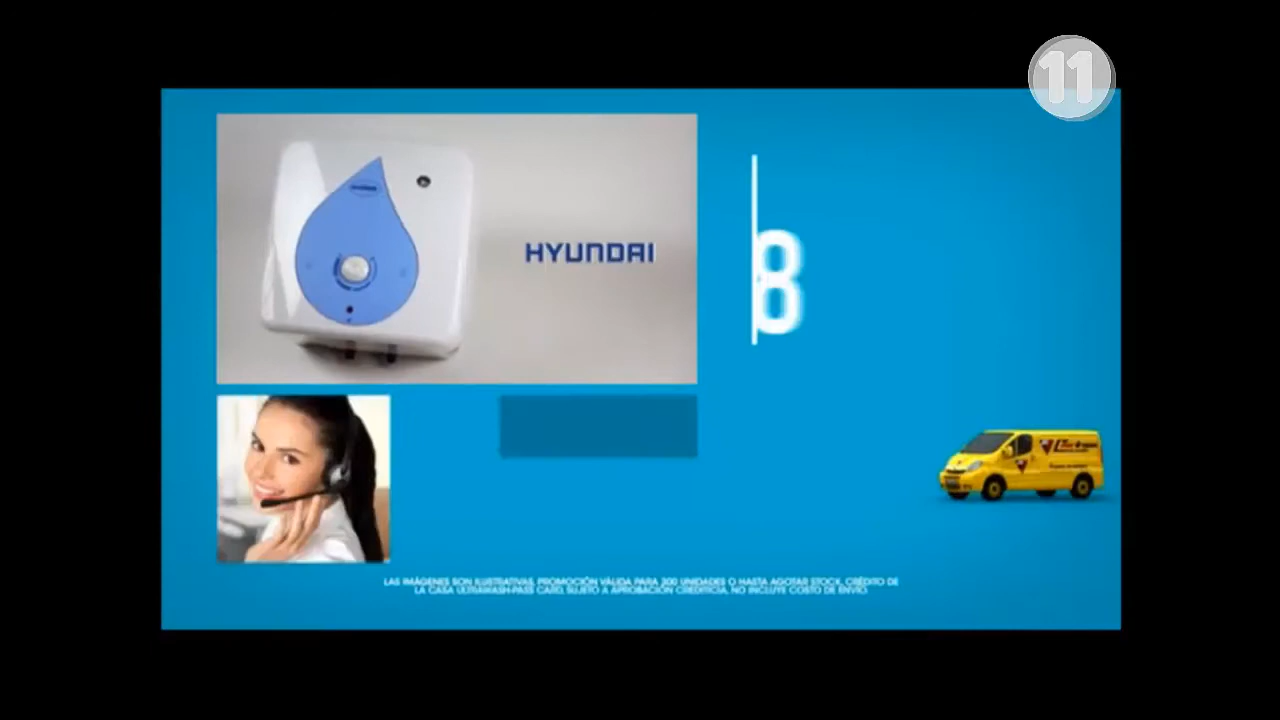 11
HYUNDAI
8
LAS IMÁGENES SON ILUSTRATIVAS, PROMOCIÓN VÁLIDA PARA 200 UNIDADES O HASTA AGOTAR STOCK, CRÉDITO DE
LA CASA ULTRAWASH-PASS CARD, SUJETO A APROBACIÓN CREDITICIA. NO INCLUYE COSTO DE ENVÍO.